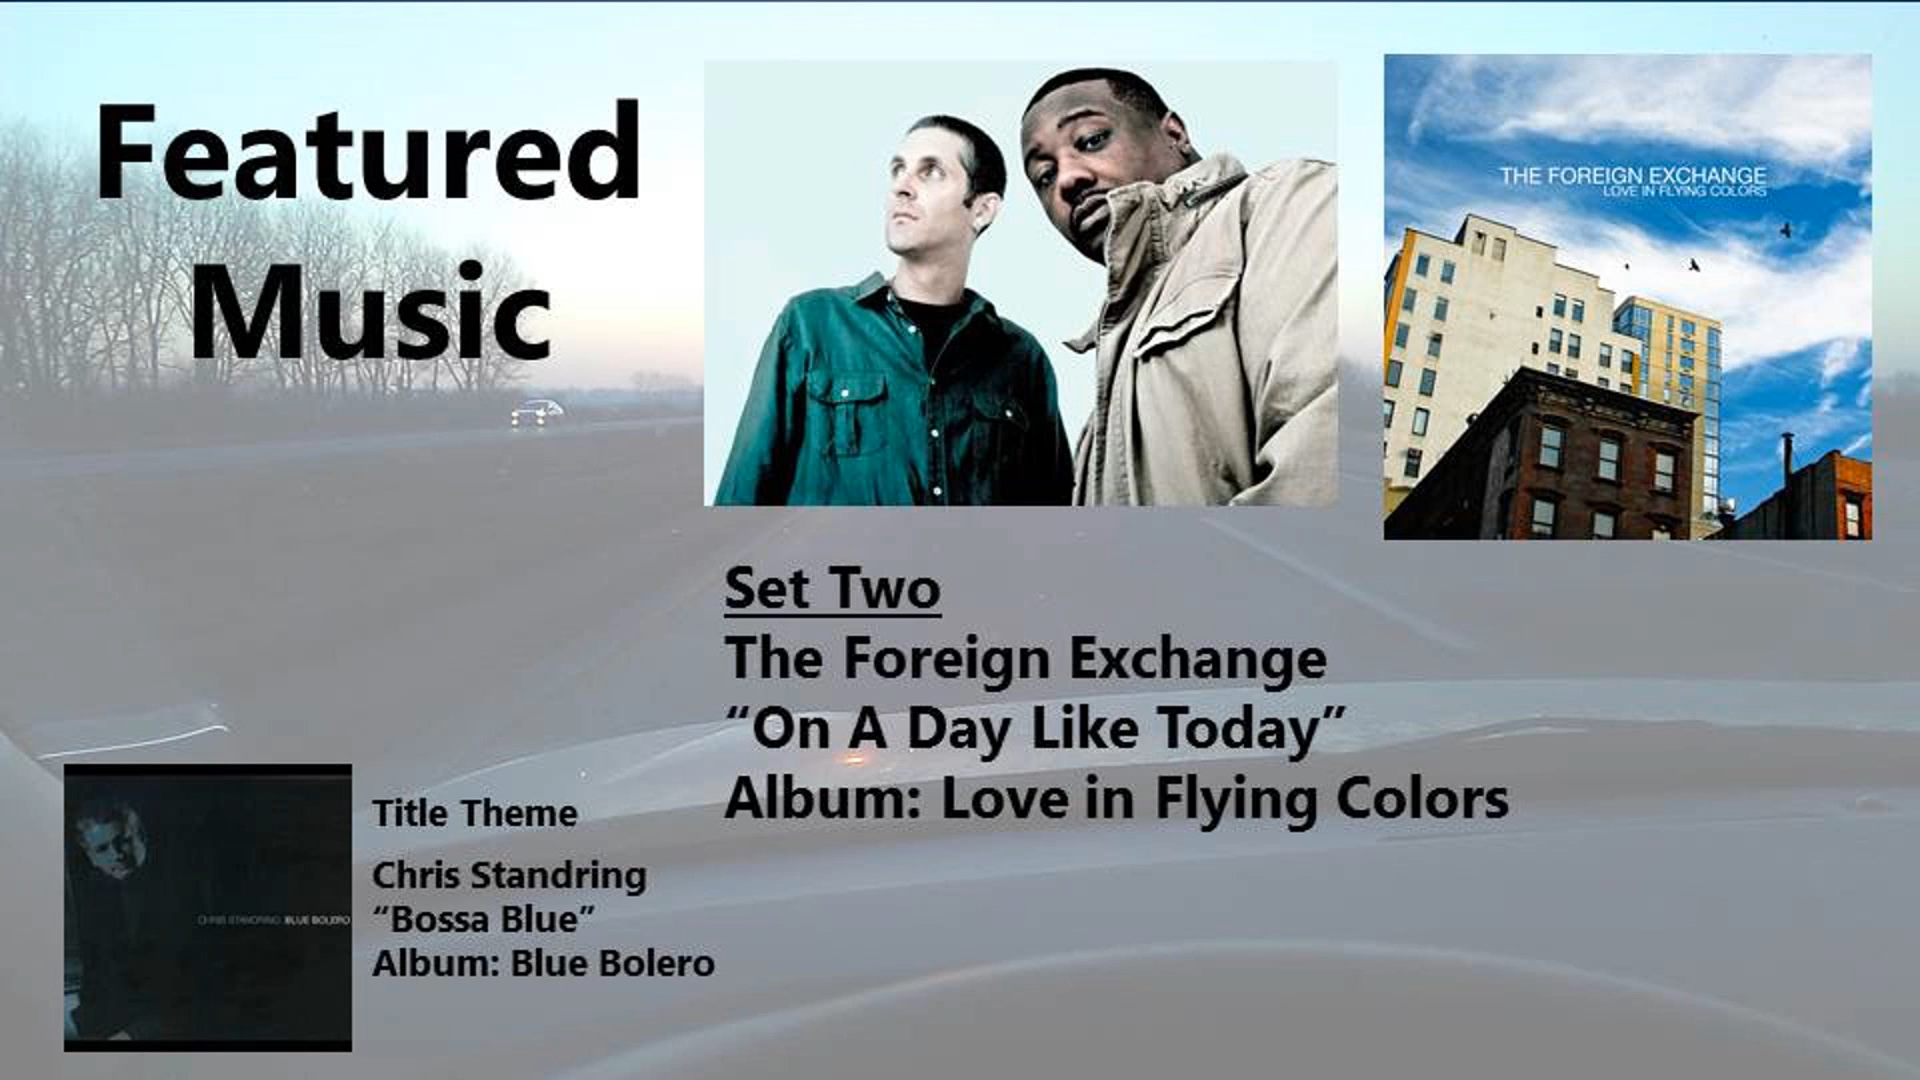 Featured
Music
THE FOREIGN EXCHANGE
LOVE IN FLYING COLORS
Set Two
The Foreign Exchange
“On A Day Like Today”
Album: Love in Flying Colors
CHRIS STANDRING BLUE BOLERO
Title Theme
Chris Standring
“Bossa Blue”
Album: Blue Bolero